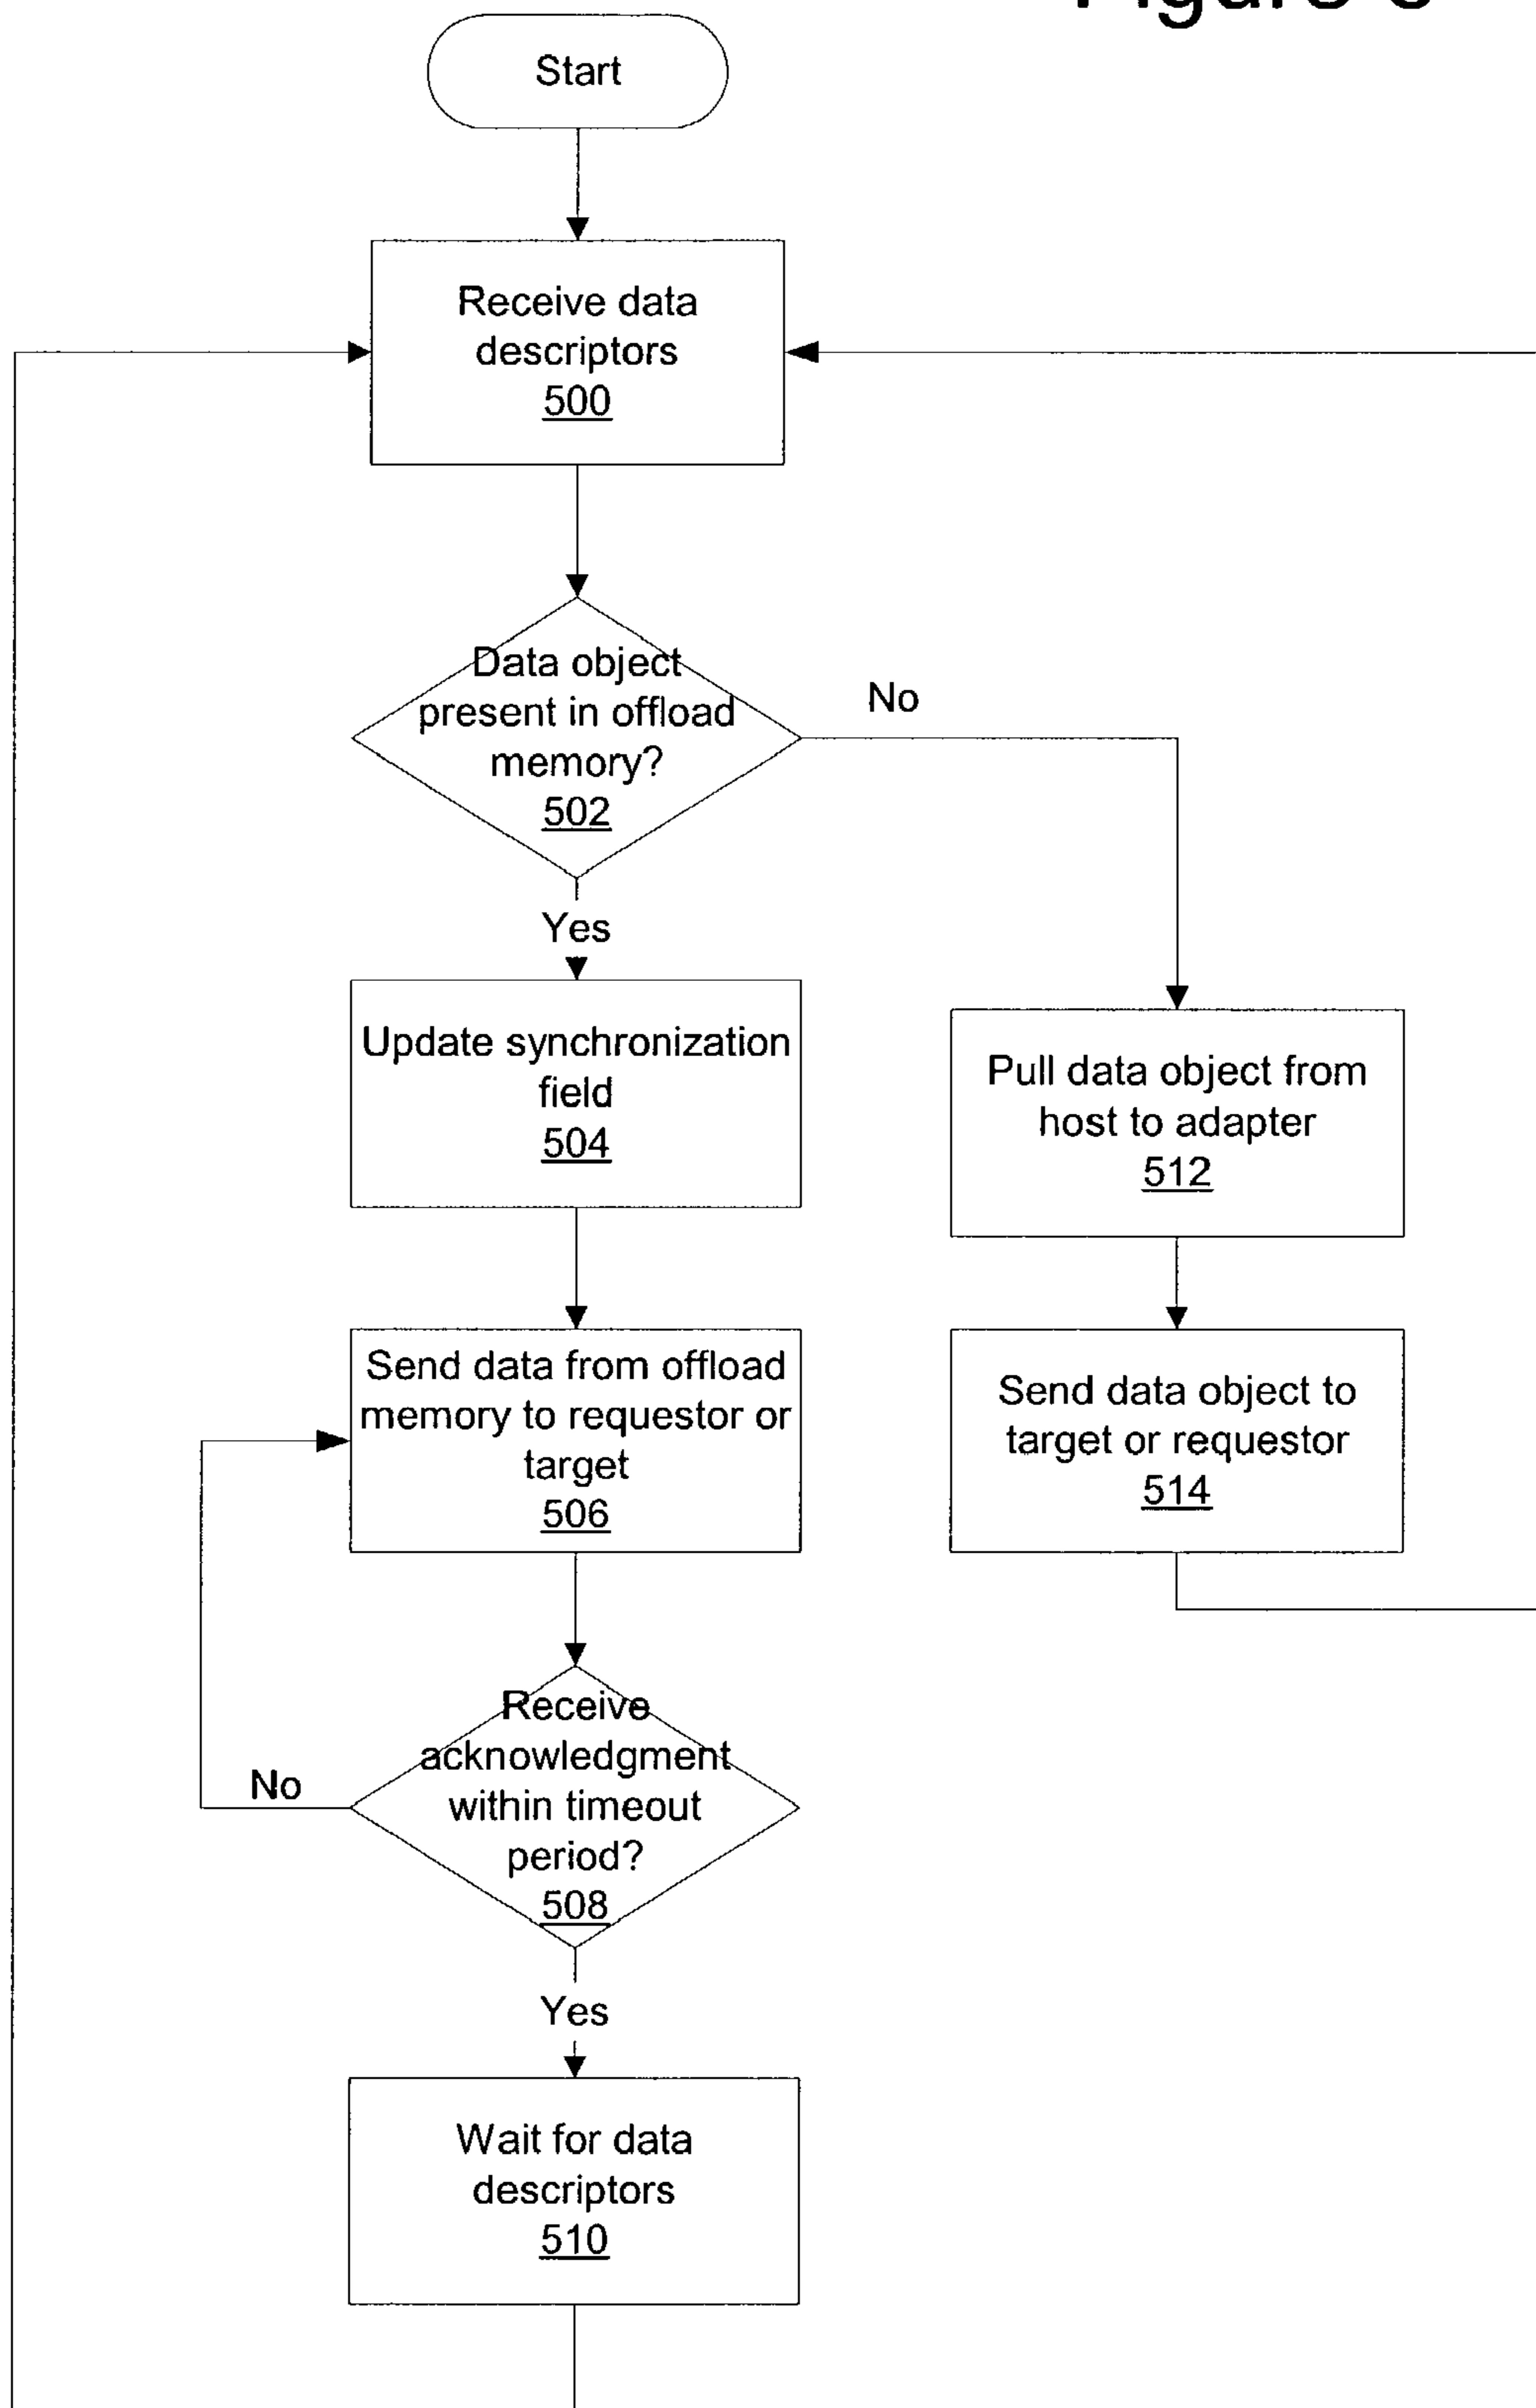 Start
Receive data
descriptors
500
Data object
present in offload
memory?
502
No
Yes
Update synchronization
field
504
Pull data object from
host to adapter
512
Send data from offload
memory to requestor or
target
506
Send data object to
target or requestor
514
Receive
acknowledgment
within timeout
period?
508
No
Yes
Wait for data
descriptors
510